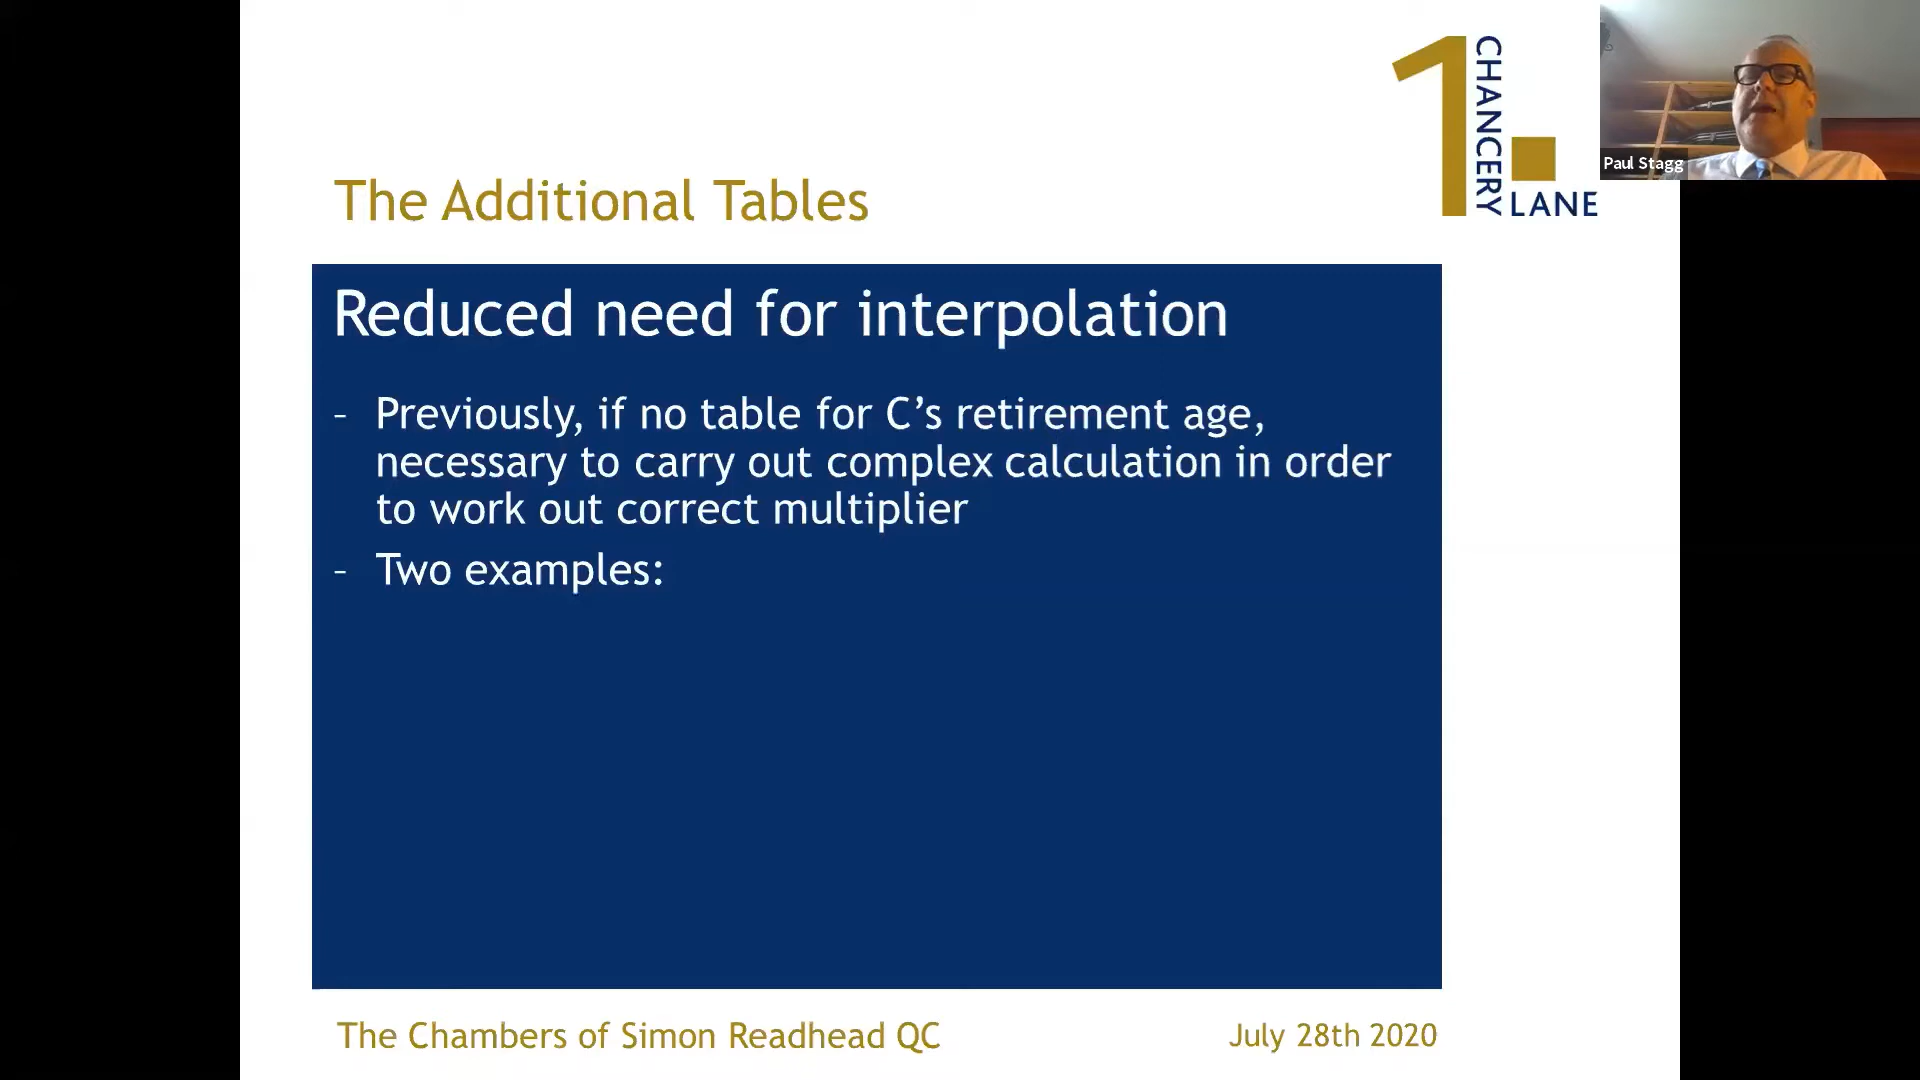 1 CHANCERY LANE
Paul Stagg
The Additional Tables
Reduced need for interpolation
– Previously, if no table for C’s retirement age,
necessary to carry out complex calculation in order
to work out correct multiplier
– Two examples:
The Chambers of Simon Readhead QC
July 28th 2020